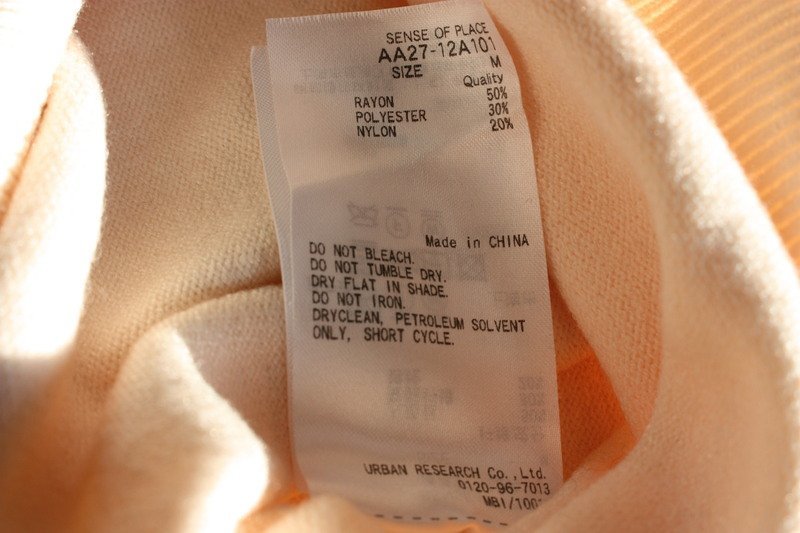 SENSE OF PLACE
AA27-12A101
SIZE M
Quality
RAYON 50%
POLYESTER 30%
NYLON 20%
Made in CHINA
DO NOT BLEACH.
DO NOT TUMBLE DRY.
DRY FLAT IN SHADE.
DO NOT IRON.
DRYCLEAN, PETROLEUM SOLVENT
ONLY, SHORT CYCLE.
URBAN RESEARCH Co.,Ltd.
0120-96-7013